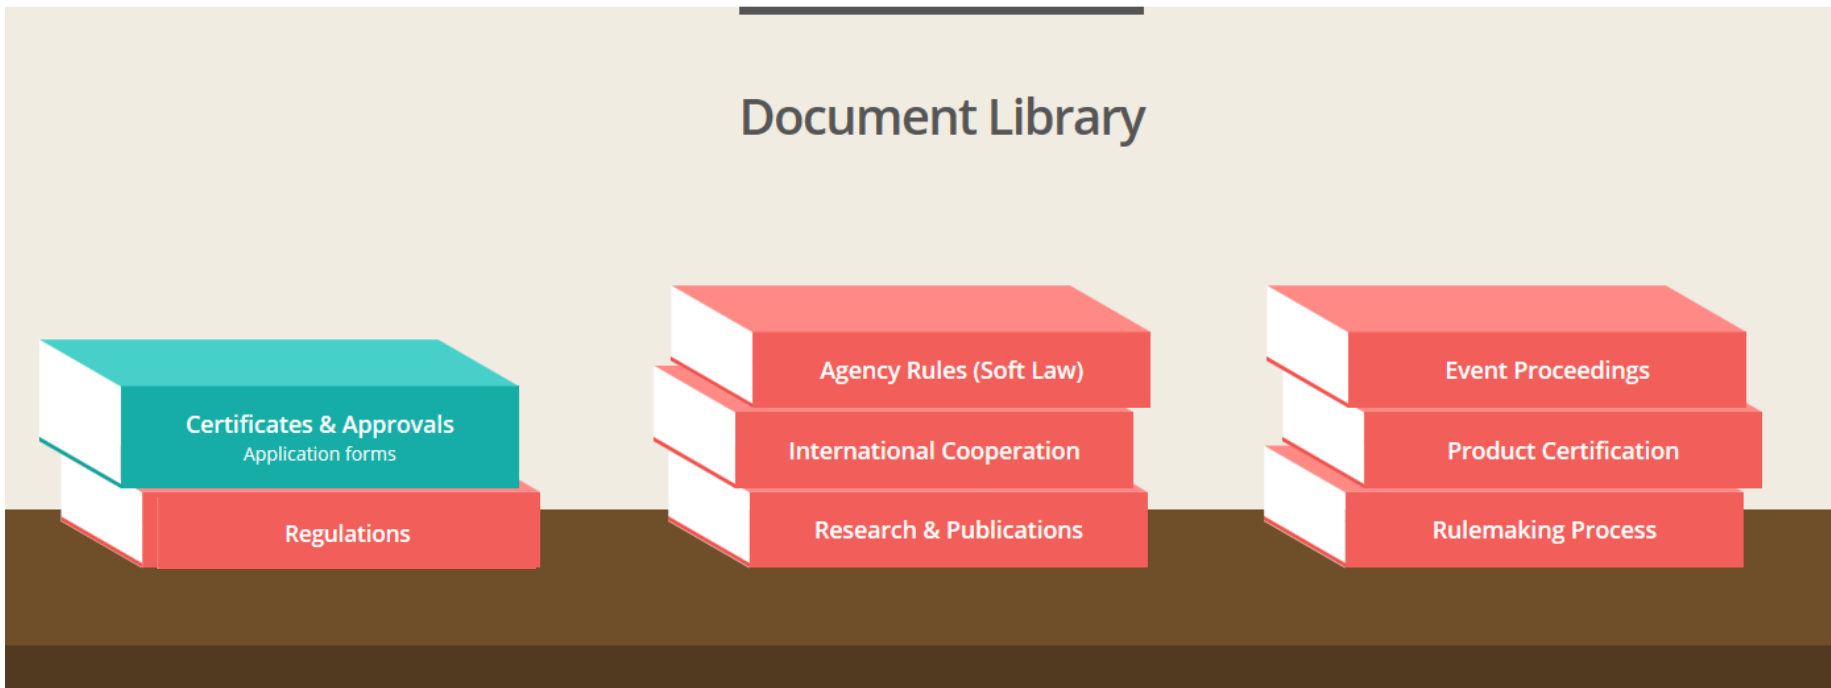 Document Library
Certificates & Approvals
Application forms
Regulations
Agency Rules (Soft Law)
International Cooperation
Research & Publications
Event Proceedings
Product Certification
Rulemaking Process